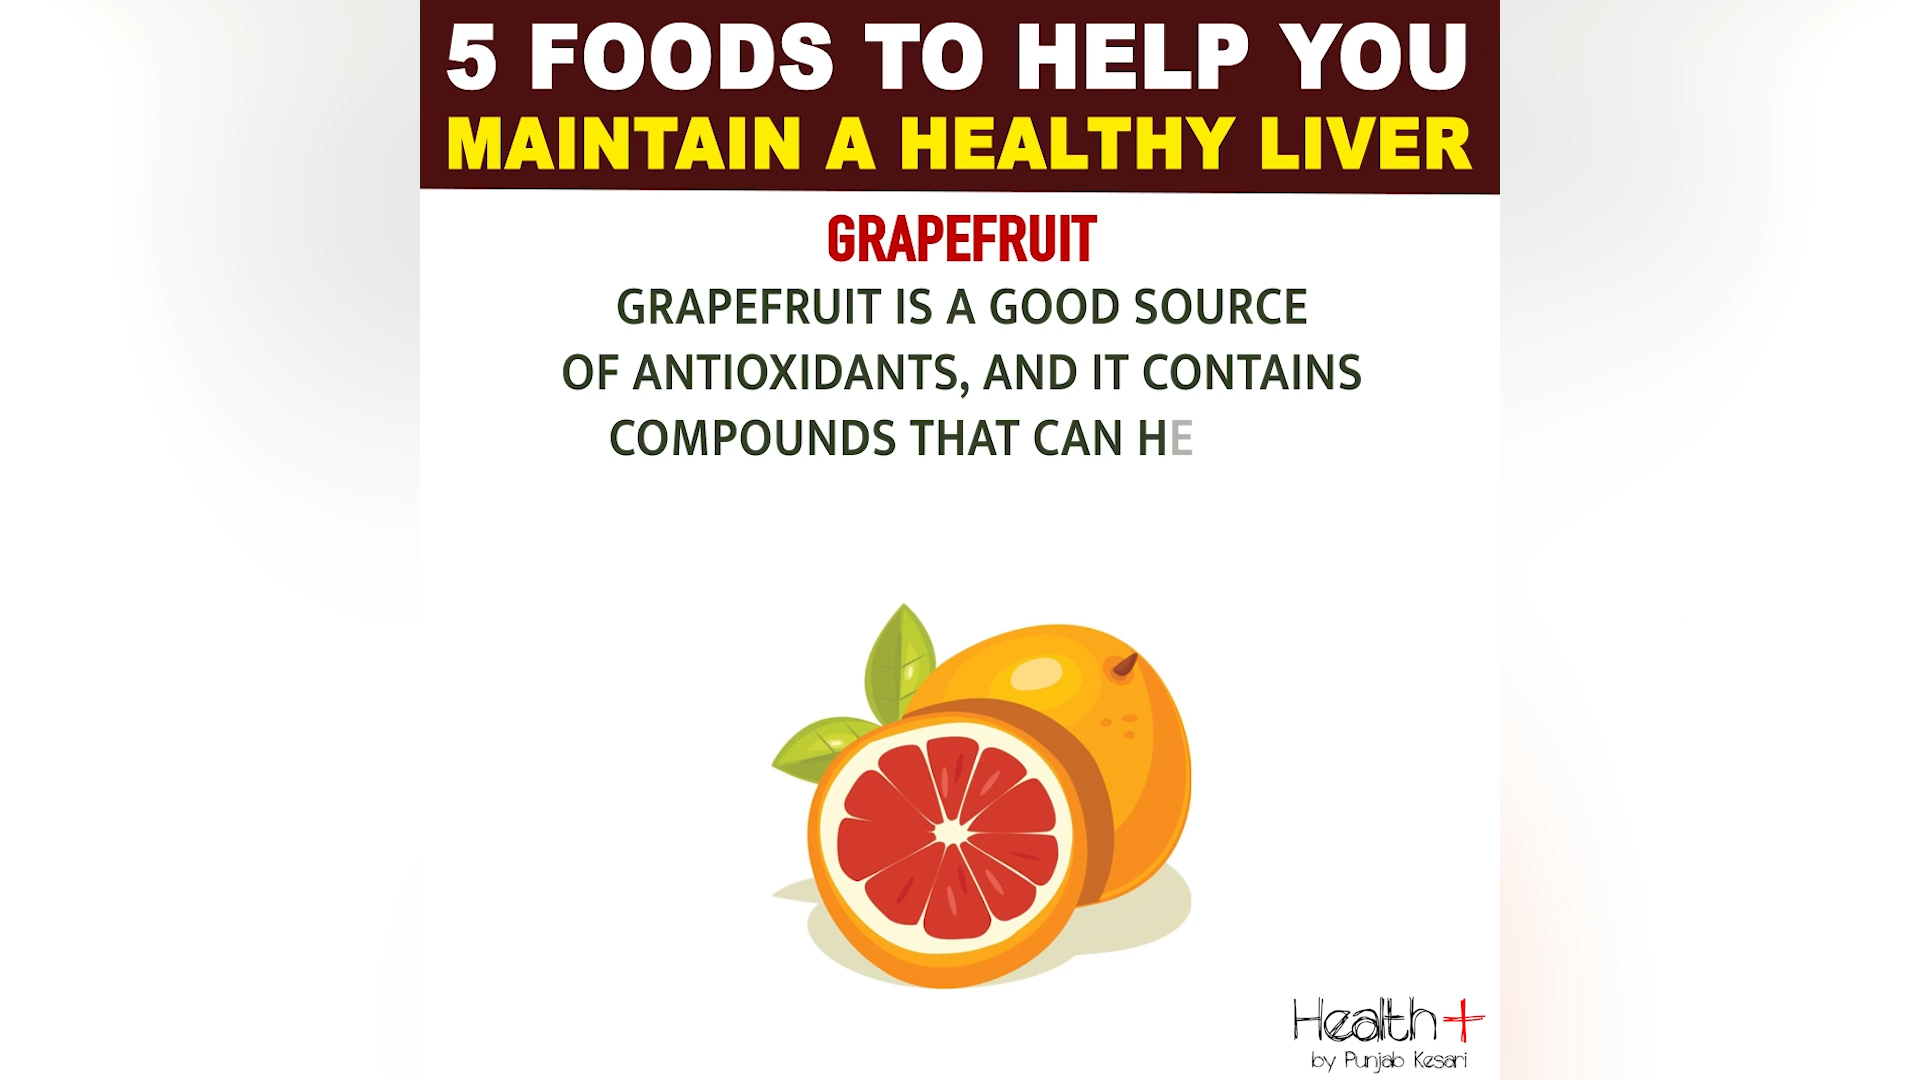 5 FOODS TO HELP YOU
MAINTAIN A HEALTHY LIVER
GRAPEFRUIT
GRAPEFRUIT IS A GOOD SOURCE
OF ANTIOXIDANTS, AND IT CONTAINS
COMPOUNDS THAT CAN HE
Health+
by Punjab Kesari